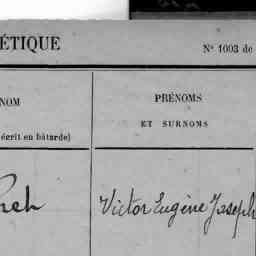 ÉTIQUE
N° 1003 de
NOM
PRÉNOMS
écrit en bâtarde)
ET SURNOMS
Victor Eugène Joseph